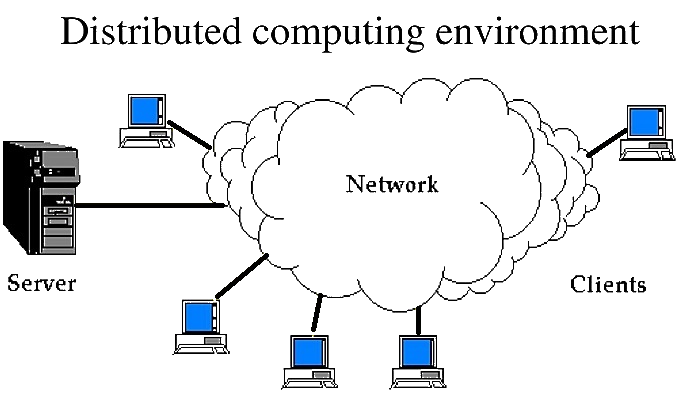 Distributed computing environment
Network
Server
Clients